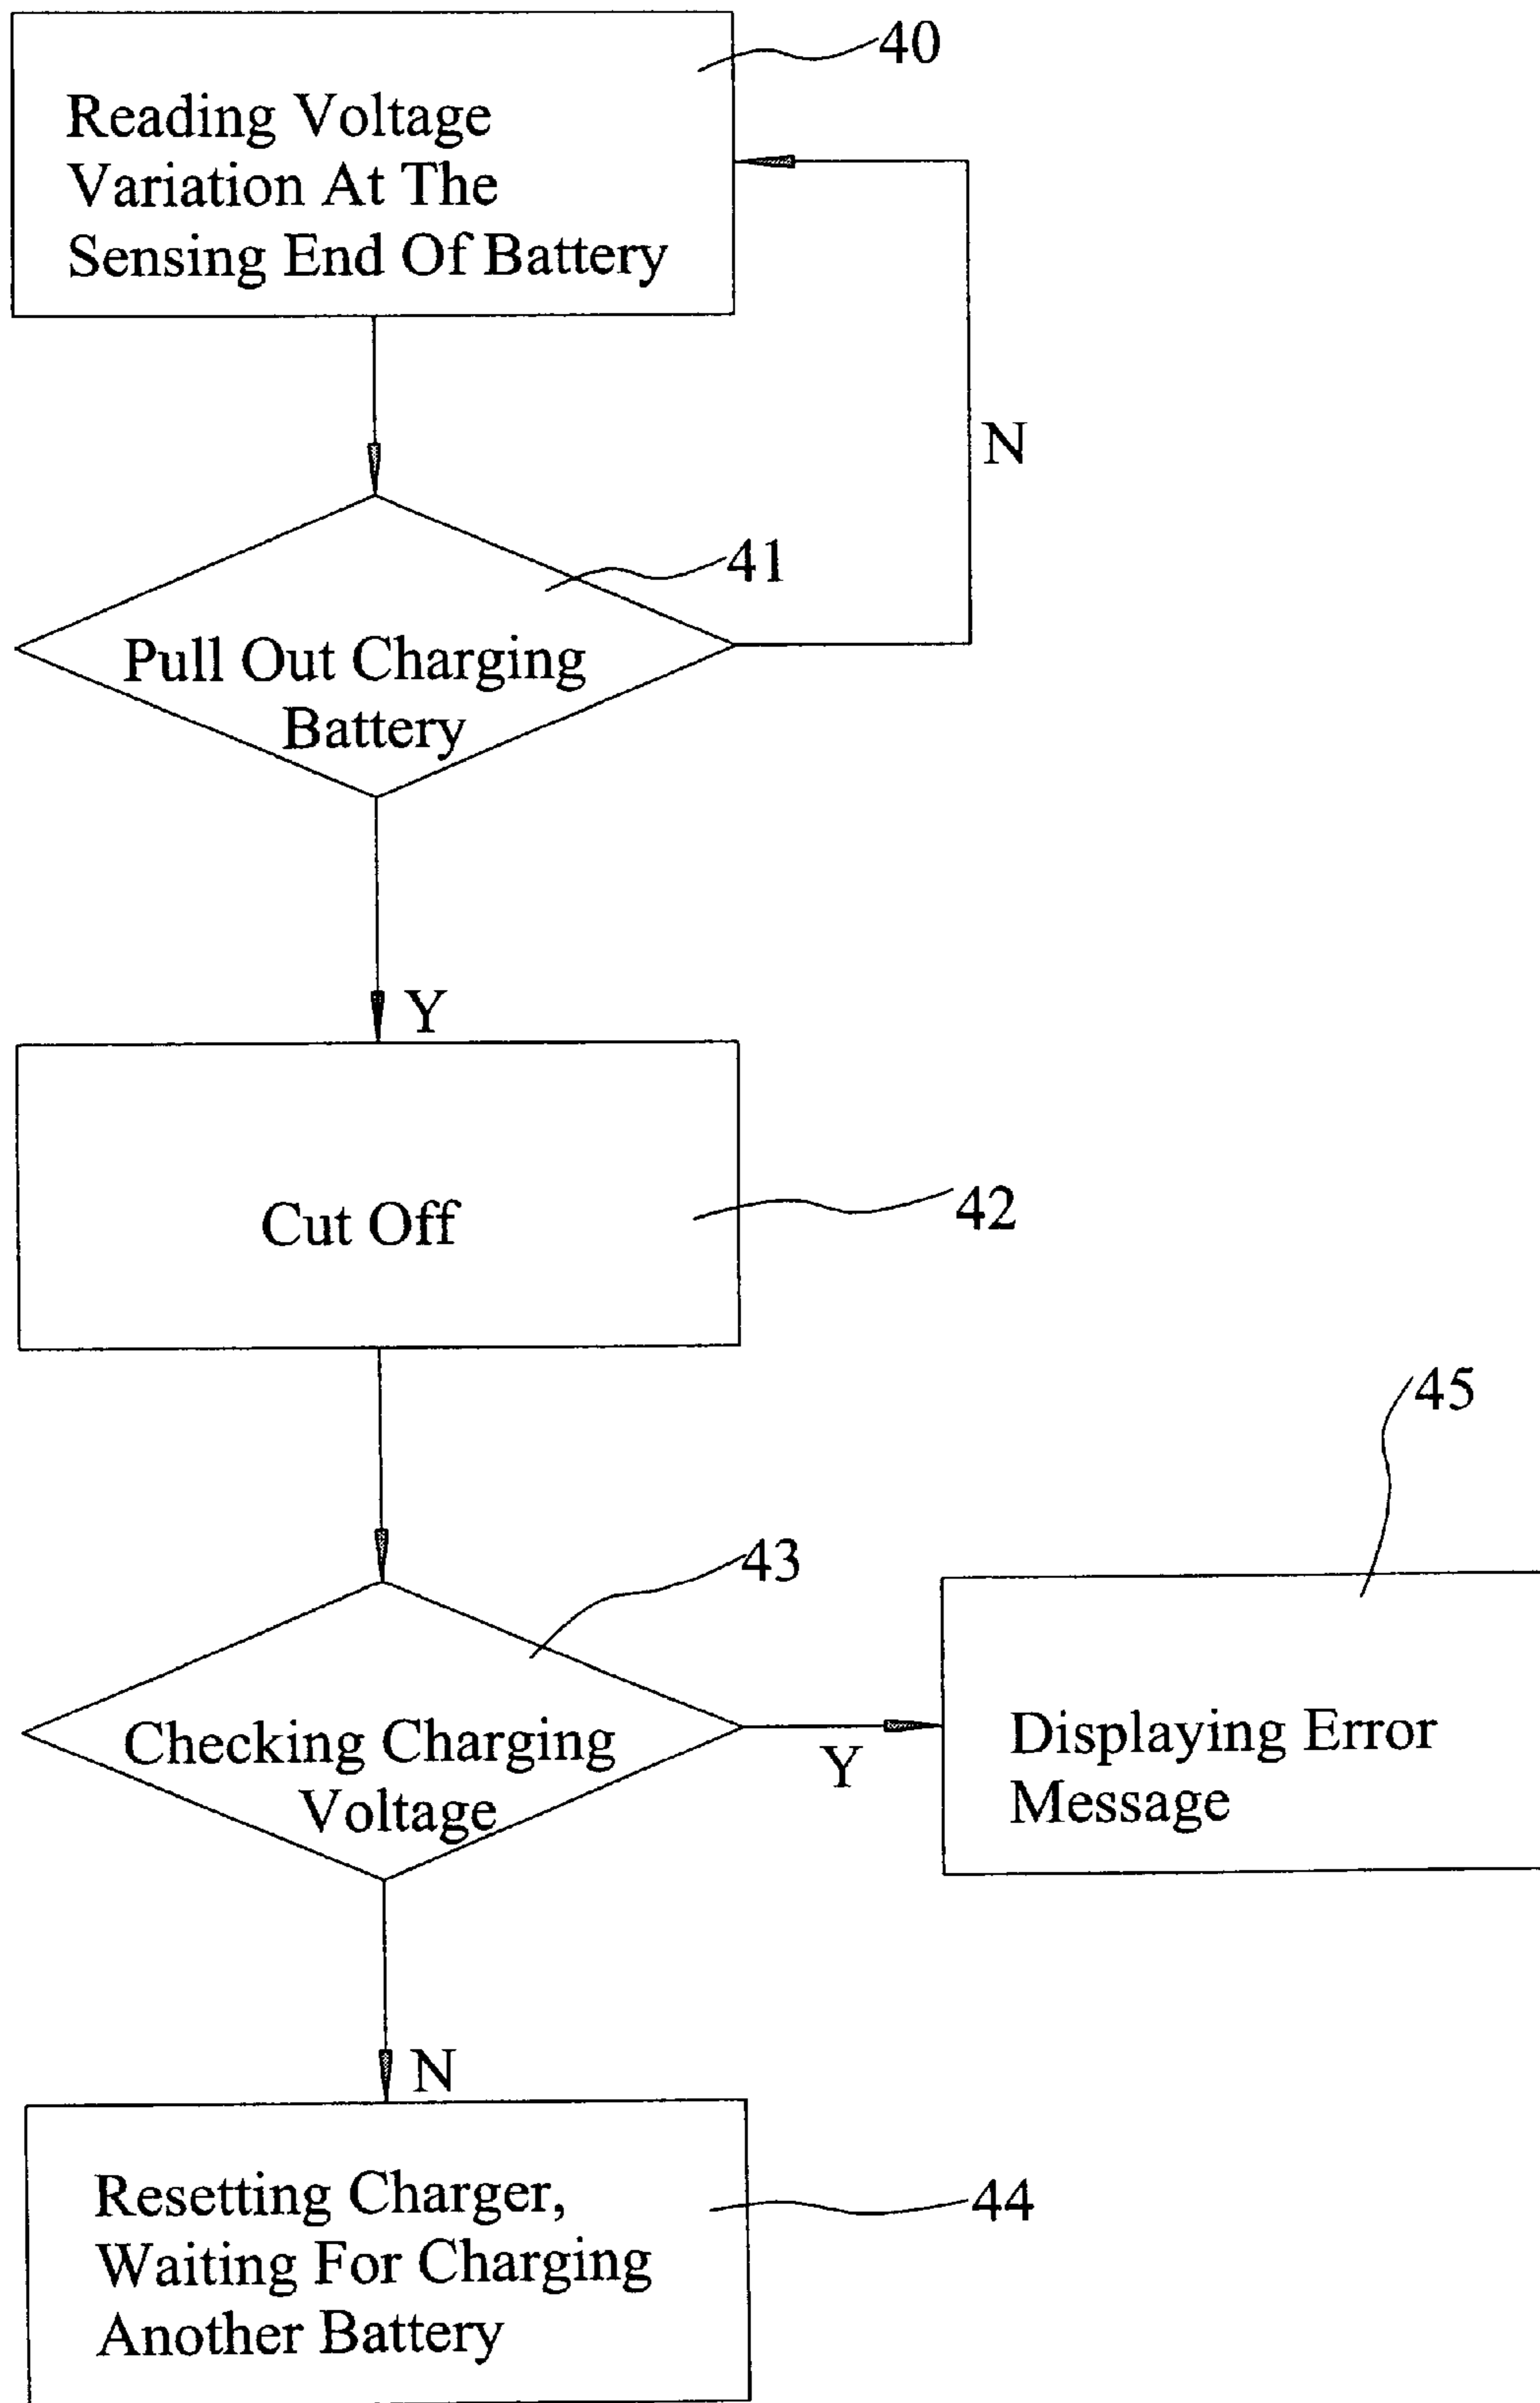 40
Reading Voltage
Variation At The
Sensing End Of Battery
N
41
Pull Out Charging
Battery
Y
42
Cut Off
45
43
Checking Charging
Voltage
Y
Displaying Error
Message
N
44
Resetting Charger,
Waiting For Charging
Another Battery